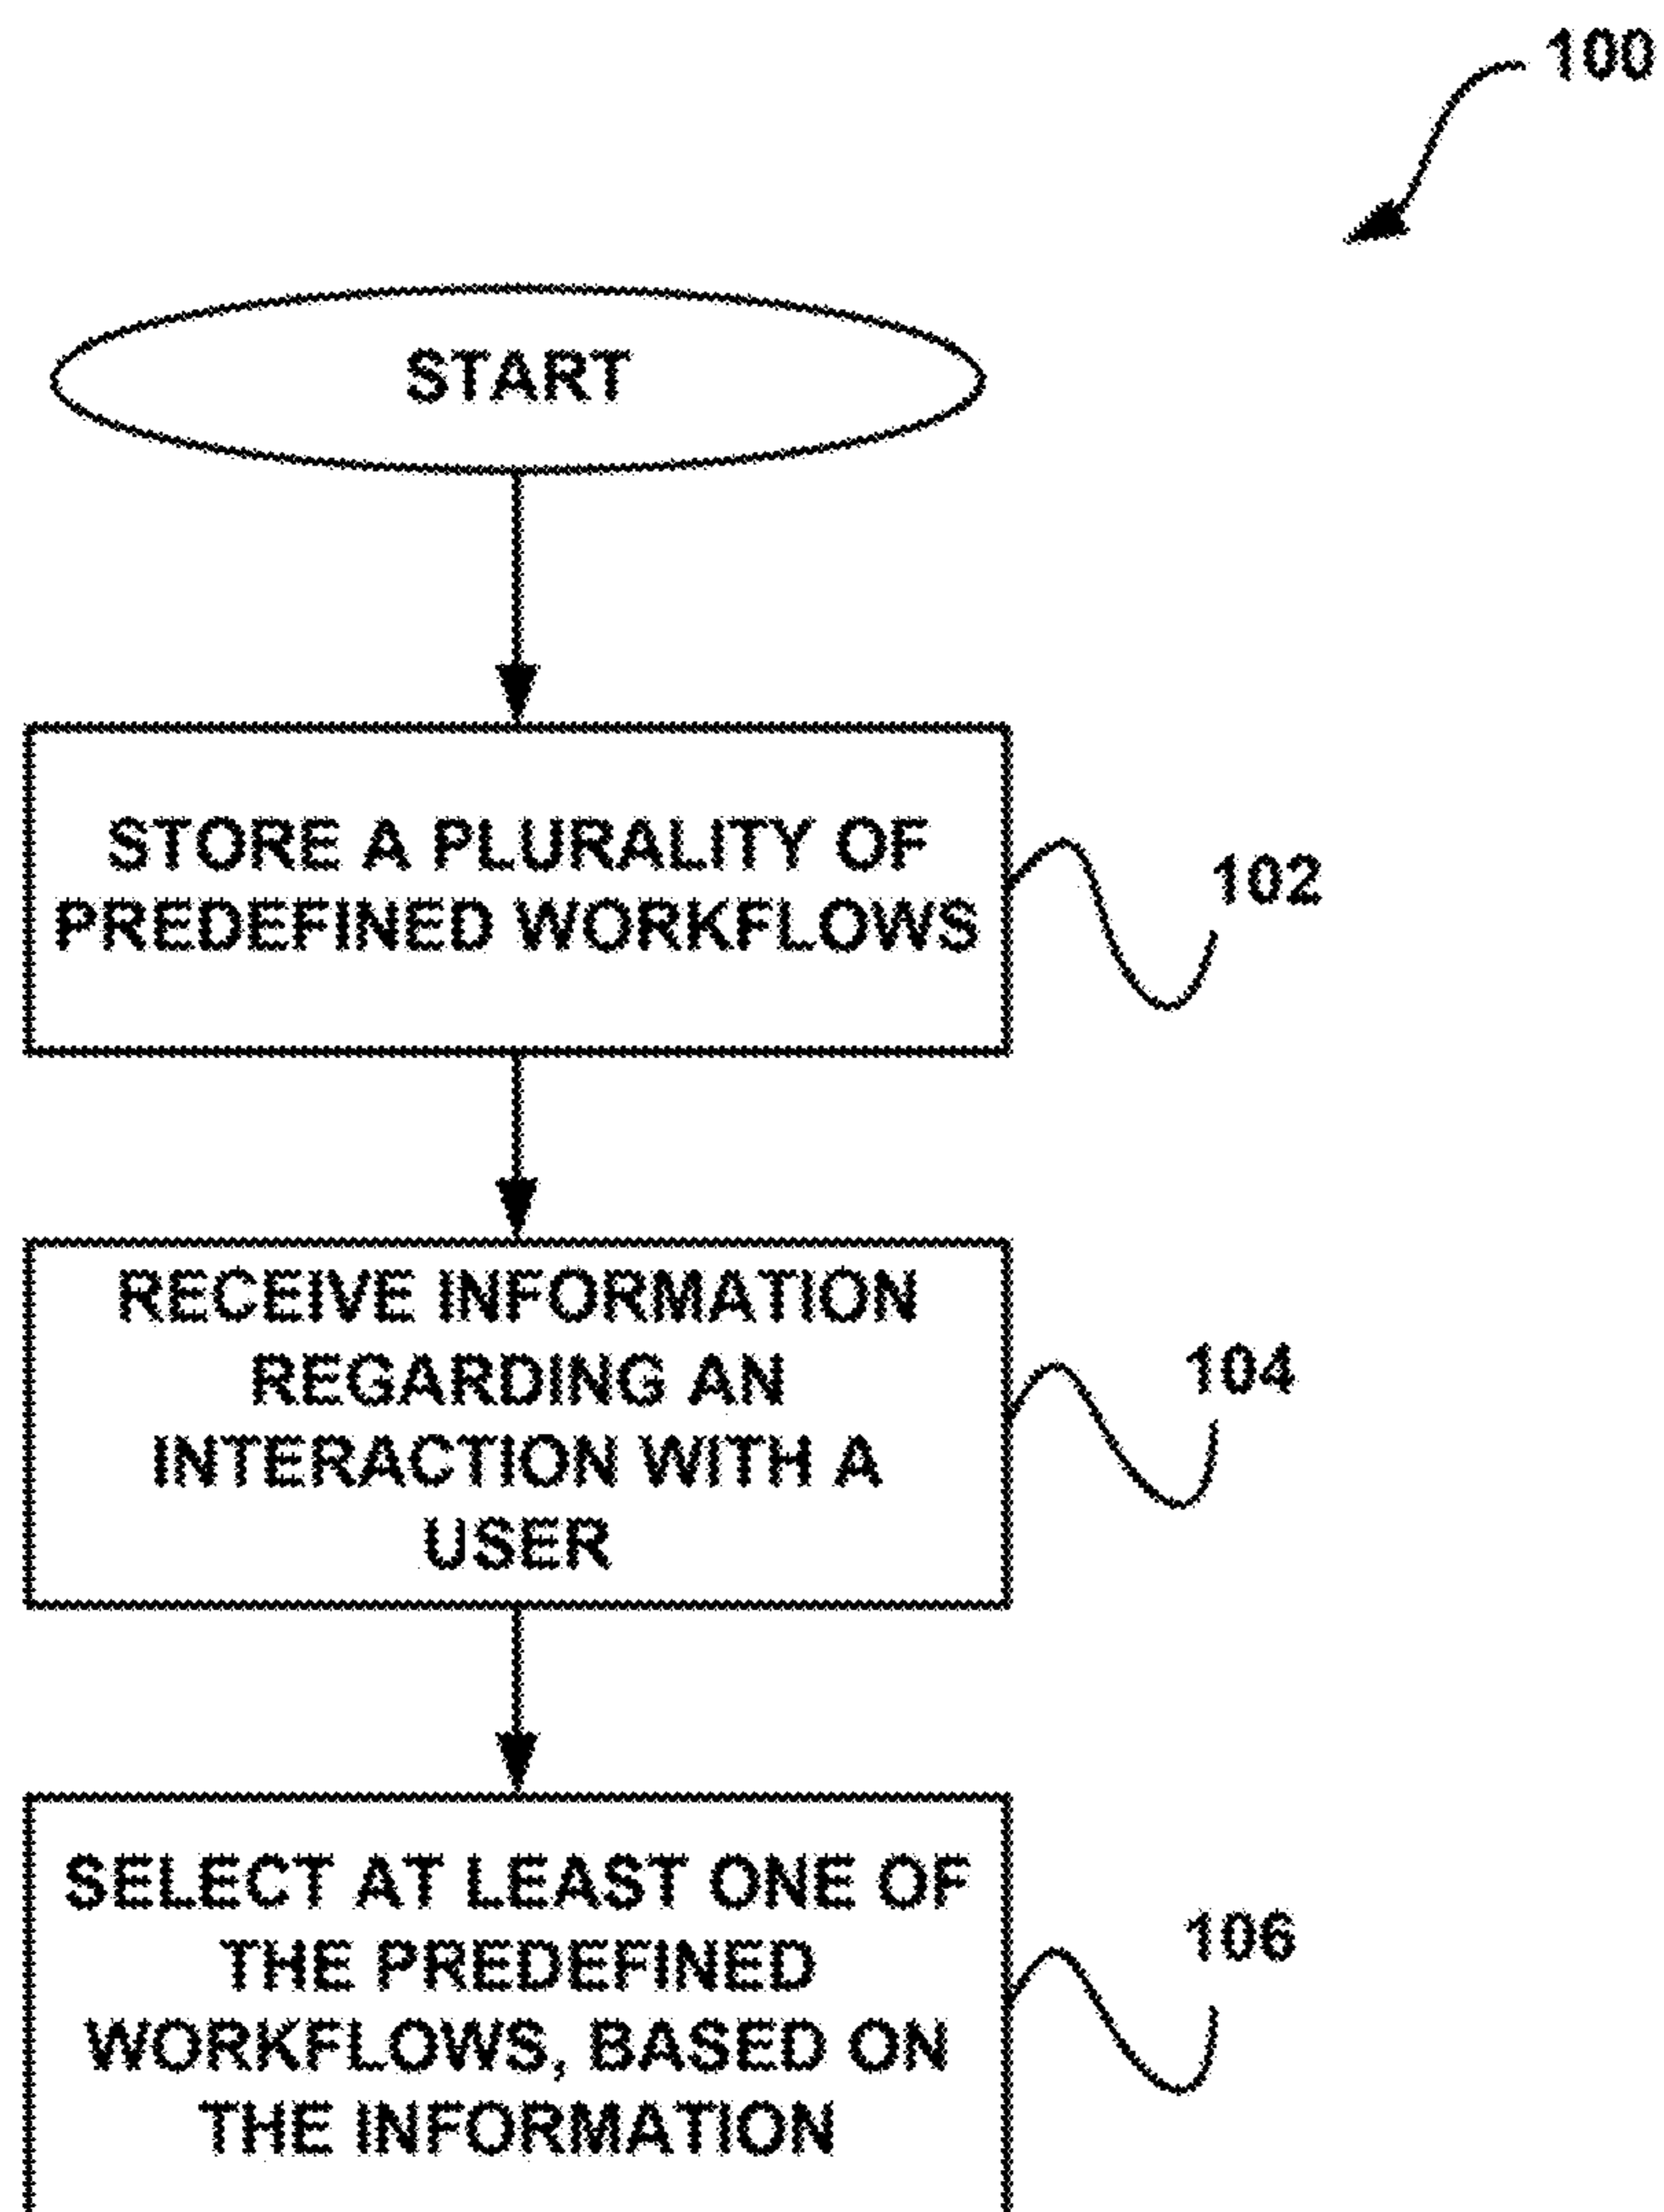 100
START
STORE A PLURALITY OF
PREDEFINED WORKFLOWS
102
RECEIVE INFORMATION
REGARDING AN
INTERACTION WITH A
USER
104
SELECT AT LEAST ONE OF
THE PREDEFINED
WORKFLOWS, BASED ON
THE INFORMATION
106